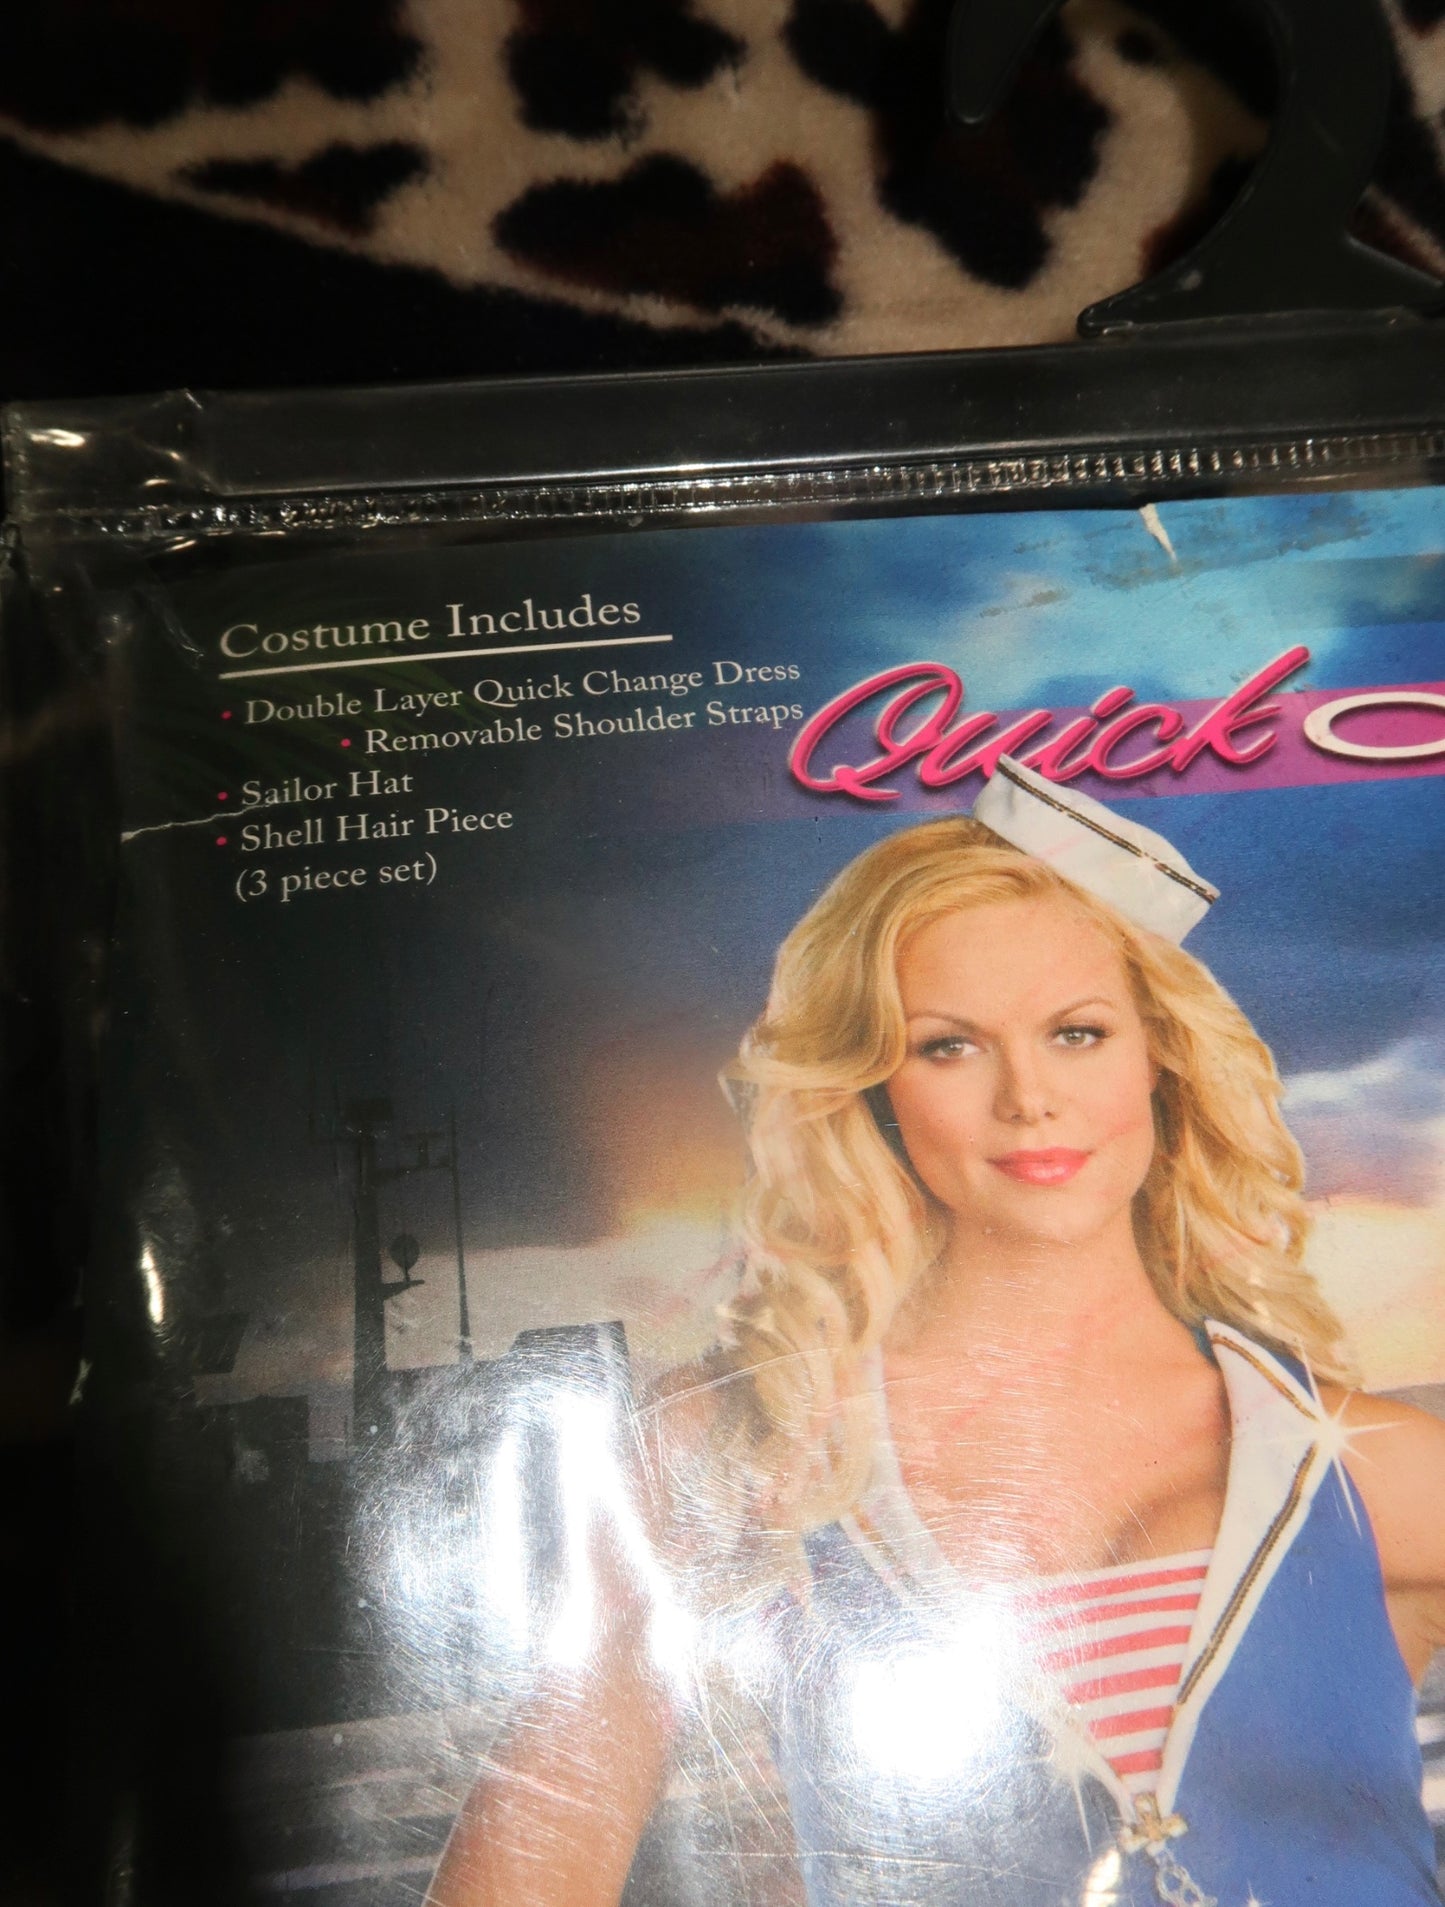 Costume Includes
• Double Layer Quick Change Dress
• Removable Shoulder Straps
• Sailor Hat
• Shell Hair Piece
(3 piece set)
Quick